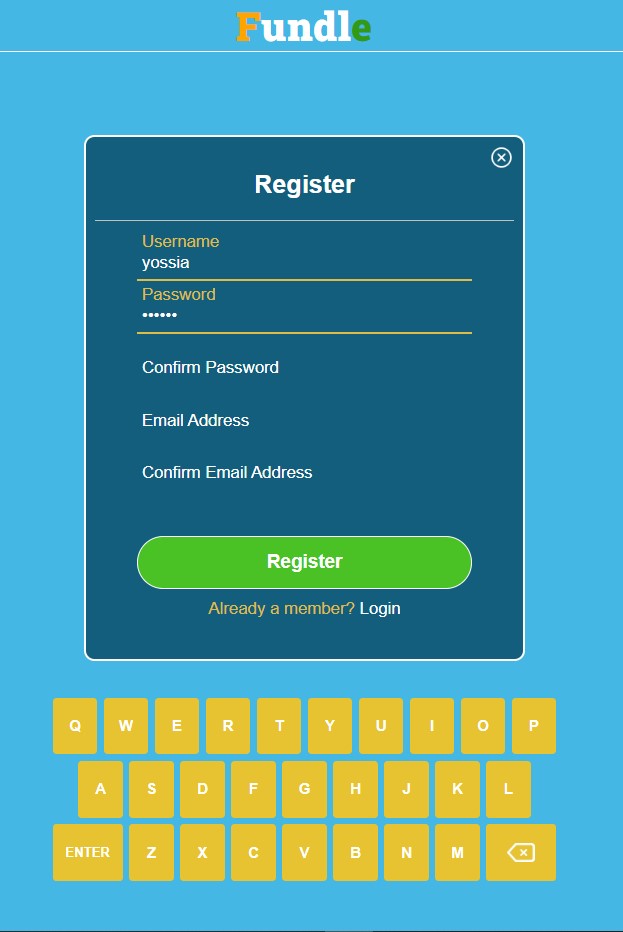 Fundle
Register
Username
yossia
Password
••••••
Confirm Password
Email Address
Confirm Email Address
Register
Already a member? Login
Q W E R T Y U I O P
A S D F G H J K L
ENTER Z X C V B N M